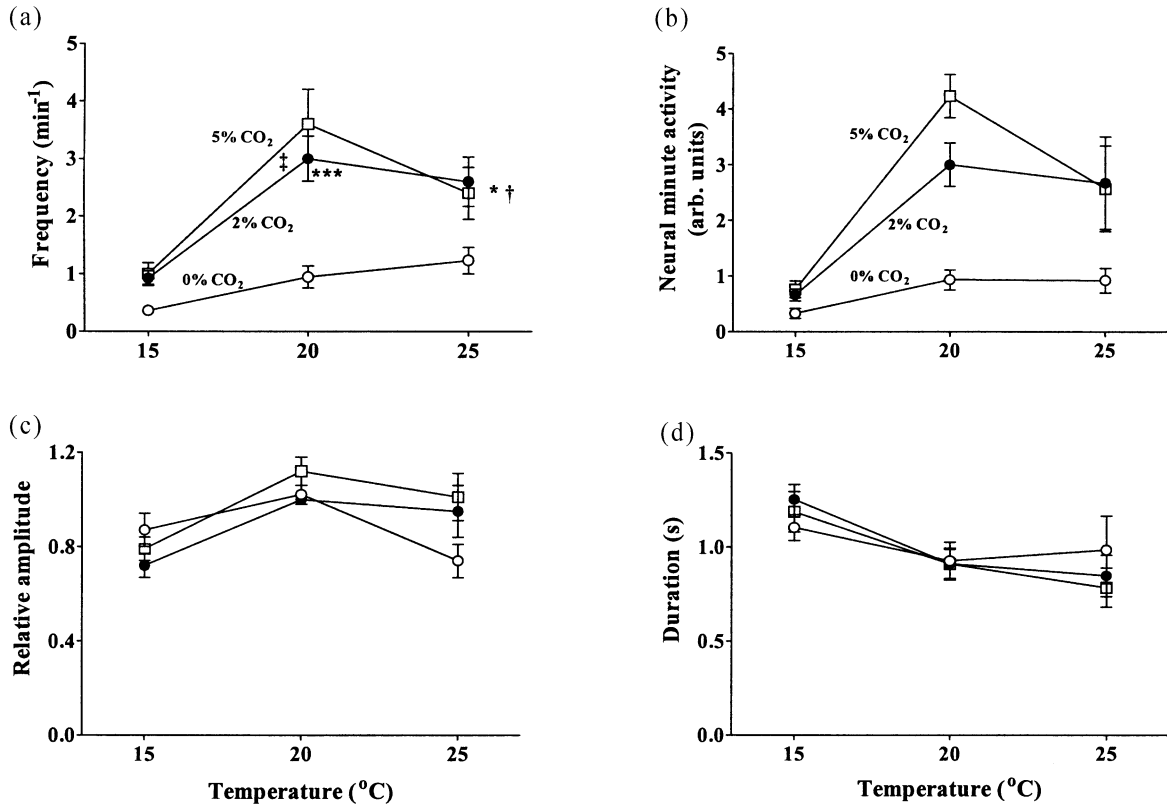 (a)
Frequency (min⁻¹)
5
4
3
2
1
0
5% CO₂
‡
***
* †
2% CO₂
0% CO₂
15 20 25
(b)
Neural minute activity
(arb. units)
5
4
3
2
1
0
5% CO₂
2% CO₂
0% CO₂
15 20 25
(c)
Relative amplitude
1.2
0.8
0.4
0.0
15 20 25
Temperature (°C)
(d)
Duration (s)
1.5
1.0
0.5
0.0
15 20 25
Temperature (°C)